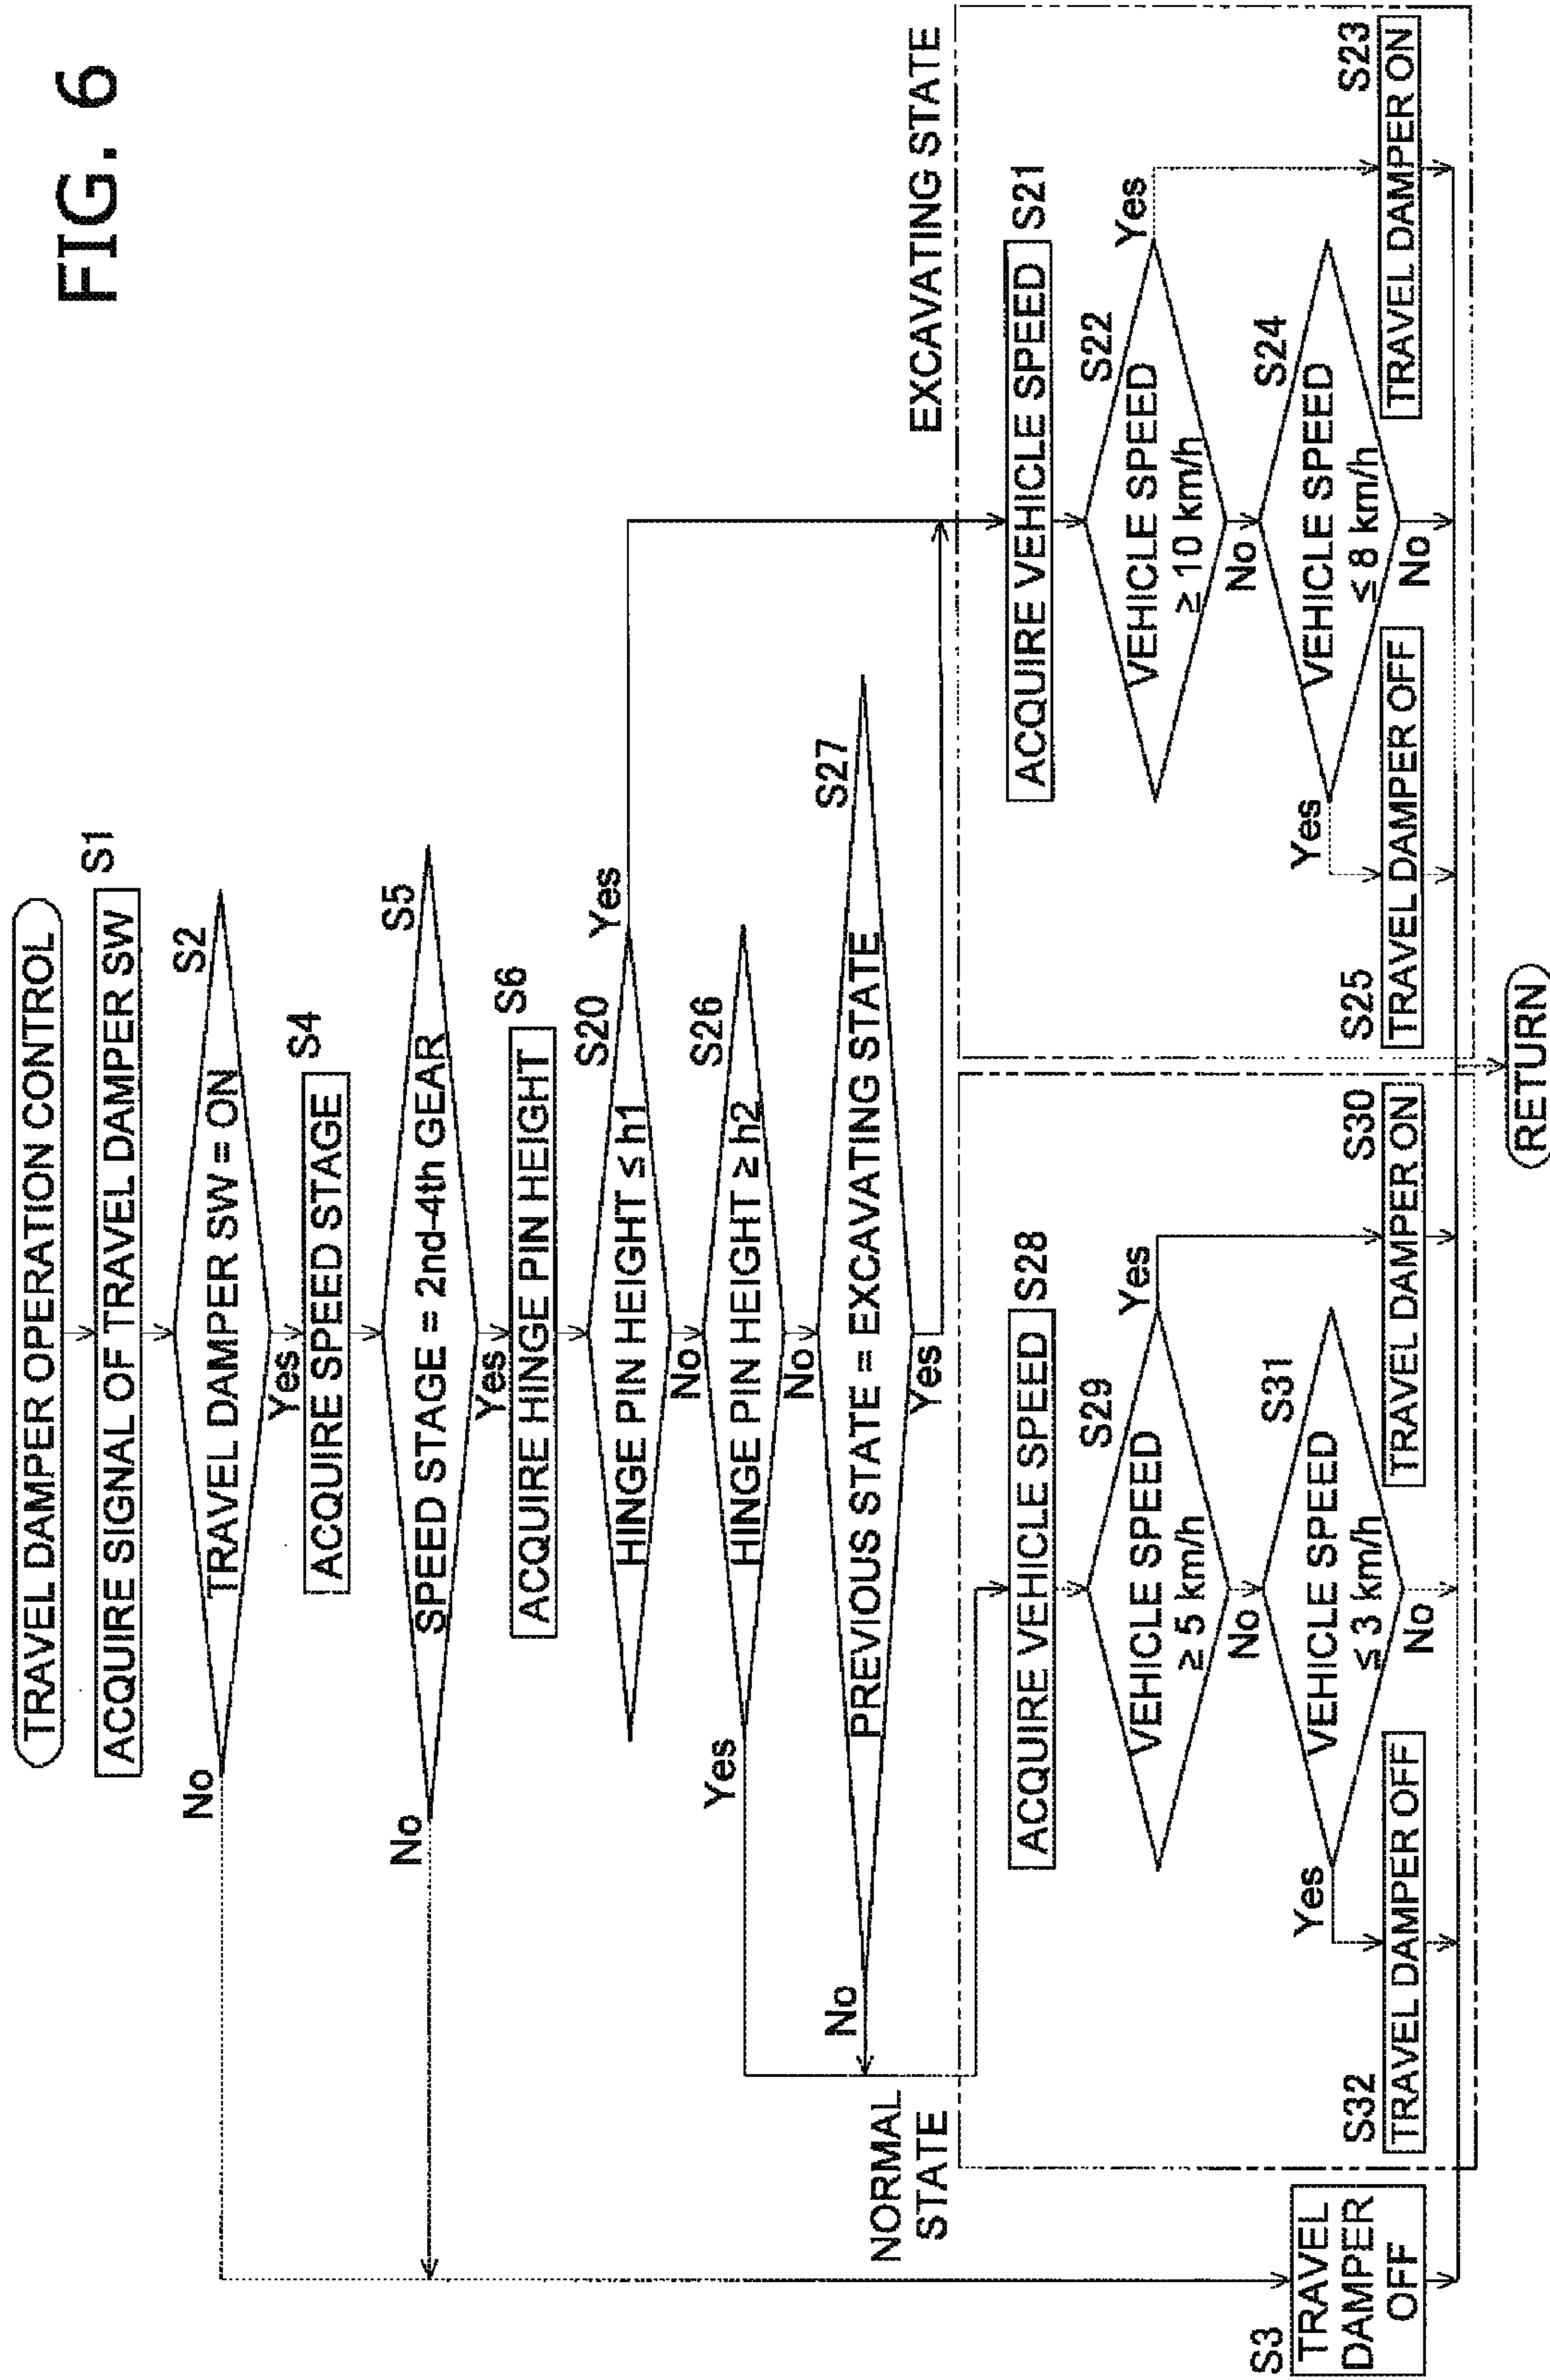 FIG. 6
TRAVEL DAMPER OPERATION CONTROL
S1
ACQUIRE SIGNAL OF TRAVEL DAMPER SW
S2
TRAVEL DAMPER SW = ON
No
Yes
S4
ACQUIRE SPEED STAGE
S5
SPEED STAGE = 2nd-4th GEAR
No
Yes
S6
ACQUIRE HINGE PIN HEIGHT
S20
HINGE PIN HEIGHT ≤ h1
Yes
No
S26
HINGE PIN HEIGHT ≥ h2
Yes
No
S27
PREVIOUS STATE = EXCAVATING STATE
No
Yes
NORMAL
STATE
ACQUIRE VEHICLE SPEED
S28
S29
VEHICLE SPEED
≥ 5 km/h
Yes
No
S31
VEHICLE SPEED
≤ 3 km/h
Yes
No
S32
TRAVEL DAMPER OFF
S30
TRAVEL DAMPER ON
EXCAVATING STATE
ACQUIRE VEHICLE SPEED
S21
S22
VEHICLE SPEED
≥ 10 km/h
Yes
No
S24
VEHICLE SPEED
≤ 8 km/h
Yes
No
S25
TRAVEL DAMPER OFF
S23
TRAVEL DAMPER ON
S3
TRAVEL
DAMPER
OFF
RETURN